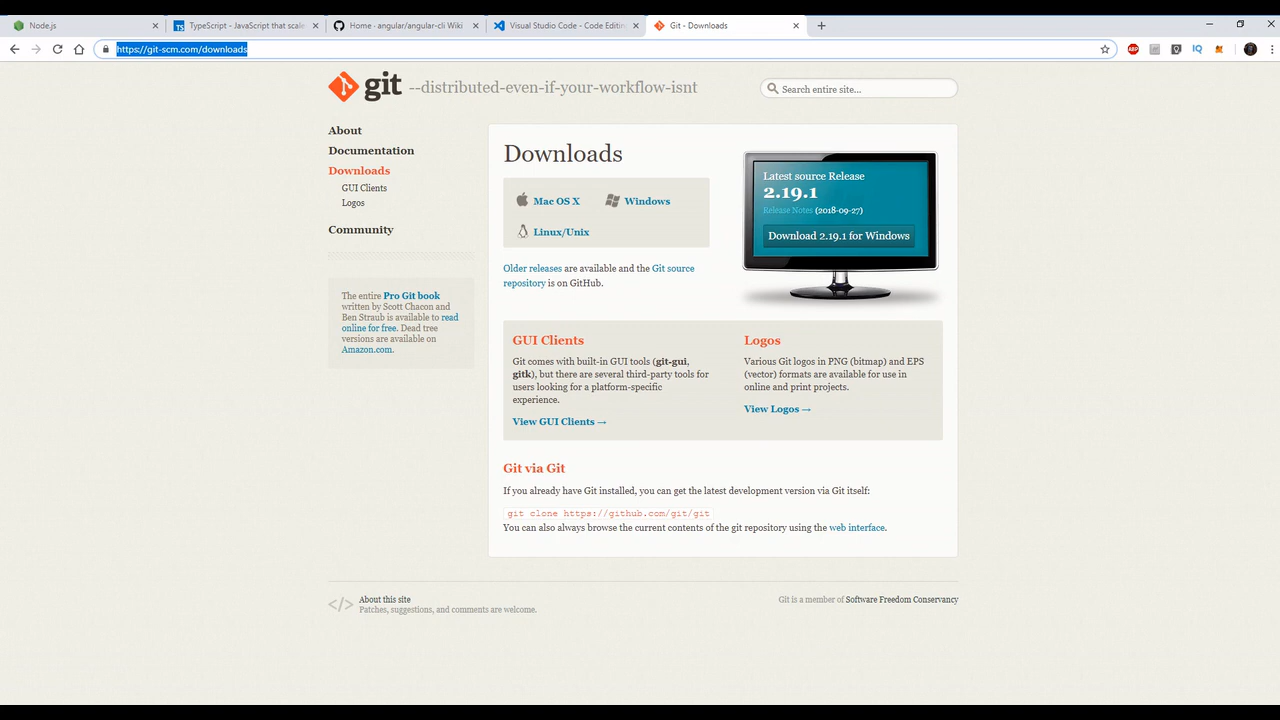 Node.js
TypeScript - JavaScript that scale
Home · angular/angular-cli Wiki
Visual Studio Code - Code Editing
Git - Downloads
https://git-scm.com/downloads
ABP
IQ
git --distributed-even-if-your-workflow-isnt
Search entire site...
About
Documentation
Downloads
GUI Clients
Logos
Community
The entire Pro Git book
written by Scott Chacon and
Ben Straub is available to read
online for free. Dead tree
versions are available on
Amazon.com.
Downloads
Mac OS X
Windows
Linux/Unix
Older releases are available and the Git source
repository is on GitHub.
Latest source Release
2.19.1
Release Notes (2018-09-27)
Download 2.19.1 for Windows
GUI Clients
Git comes with built-in GUI tools (git-gui,
gitk), but there are several third-party tools for
users looking for a platform-specific
experience.
View GUI Clients →
Logos
Various Git logos in PNG (bitmap) and EPS
(vector) formats are available for use in
online and print projects.
View Logos →
Git via Git
If you already have Git installed, you can get the latest development version via Git itself:
git clone https://github.com/git/git
You can also always browse the current contents of the git repository using the web interface.
</>
About this site
Patches, suggestions, and comments are welcome.
Git is a member of Software Freedom Conservancy